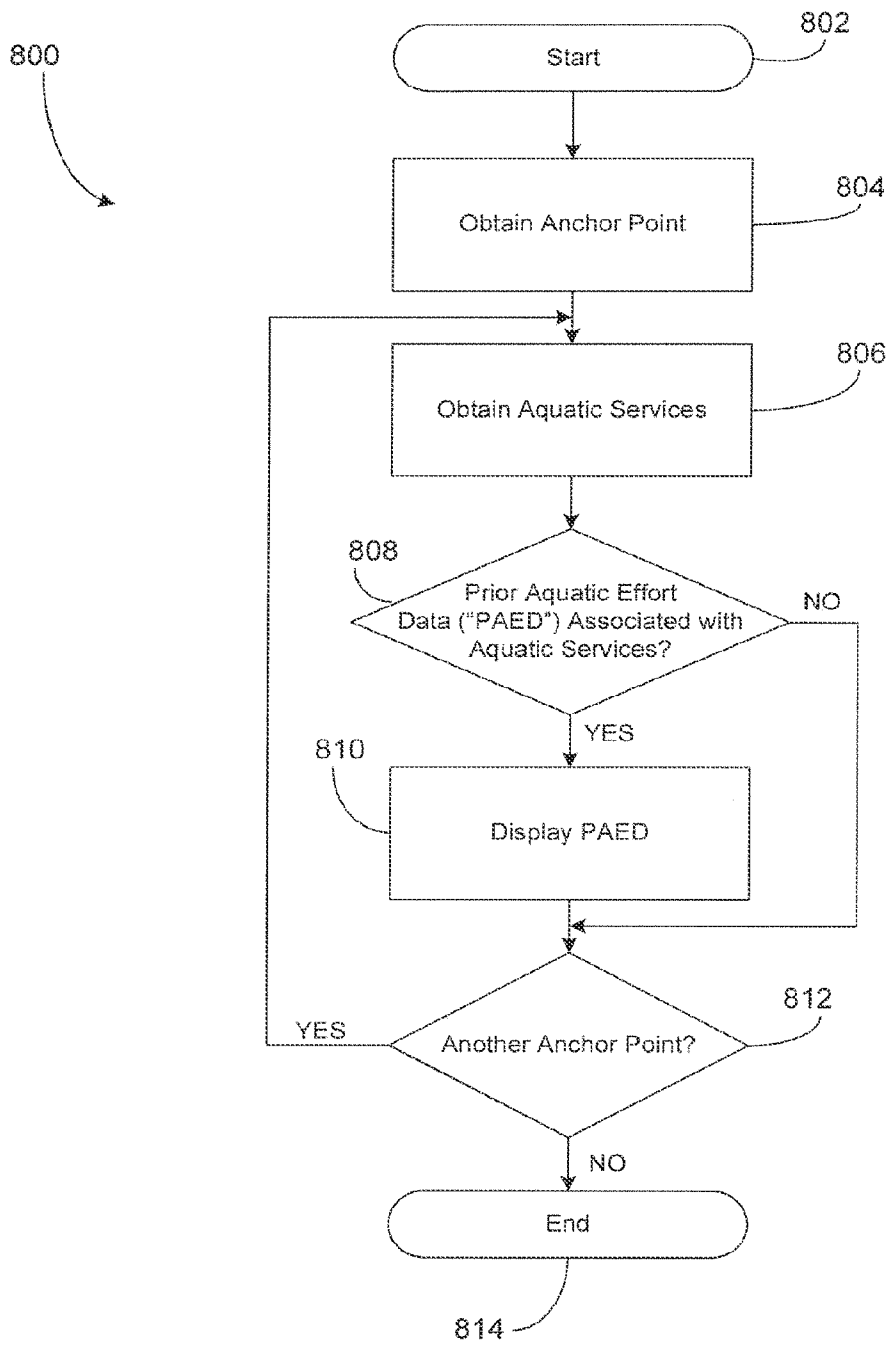 800
802
Start
804
Obtain Anchor Point
806
Obtain Aquatic Services
808
Prior Aquatic Effort
Data ("PAED") Associated with
Aquatic Services?
NO
YES
810
Display PAED
812
Another Anchor Point?
YES
NO
End
814